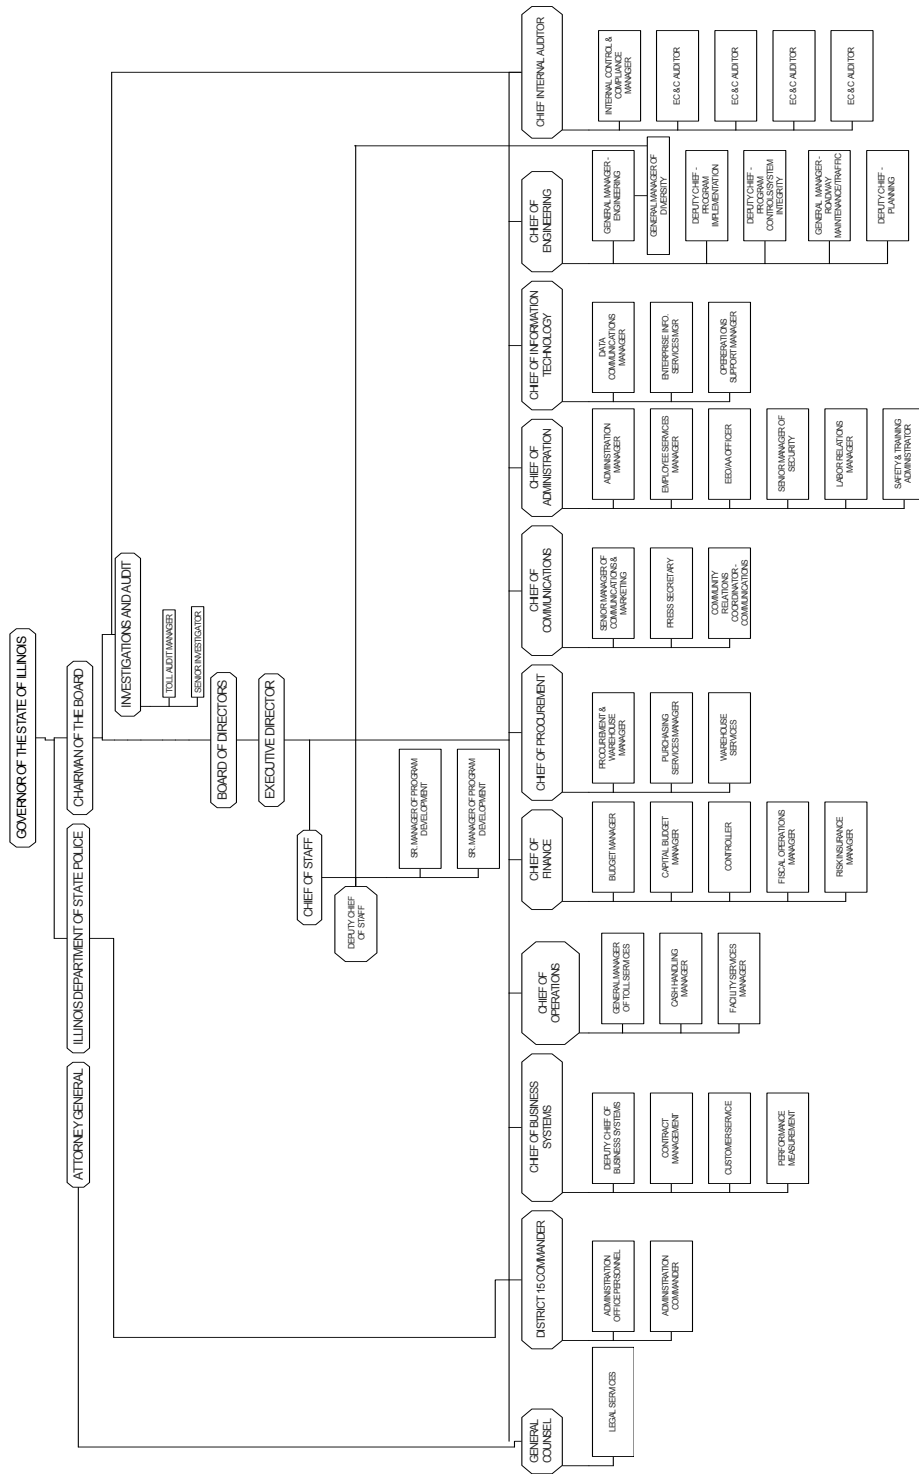 GOVERNOR OF THE STATE OF ILLINOIS
ATTORNEY GENERAL
ILLINOIS DEPARTMENT OF STATE POLICE
CHAIRMAN OF THE BOARD
INVESTIGATIONS AND AUDIT
TOLL AUDIT MANAGER
SENIOR INVESTIGATOR
BOARD OF DIRECTORS
EXECUTIVE DIRECTOR
CHIEF OF STAFF
DEPUTY CHIEF
OF STAFF
SR. MANAGER OF PROGRAM
DEVELOPMENT
SR. MANAGER OF PROGRAM
DEVELOPMENT
GENERAL
COUNSEL
LEGAL SERVICES
DISTRICT 15 COMMANDER
ADMINISTRATION
OFFICE PERSONNEL
ADMINISTRATION
COMMANDER
CHIEF OF BUSINESS
SYSTEMS
DEPUTY CHIEF OF
BUSINESS SYSTEMS
CONTRACT
MANAGEMENT
CUSTOMER SERVICE
PERFORMANCE
MEASUREMENT
CHIEF OF
OPERATIONS
GENERAL MANAGER
OF TOLL SERVICES
CASH HANDLING
MANAGER
FACILITY SERVICES
MANAGER
CHIEF OF
FINANCE
BUDGET MANAGER
CAPITAL BUDGET
MANAGER
CONTROLLER
FISCAL OPERATIONS
MANAGER
RISK INSURANCE
MANAGER
CHIEF OF PROCUREMENT
PROCUREMENT &
WAREHOUSE
MANAGER
PURCHASING
SERVICES MANAGER
WAREHOUSE
SERVICES
CHIEF OF
COMMUNICATIONS
SENIOR MANAGER OF
COMMUNICATIONS &
MARKETING
PRESS SECRETARY
COMMUNITY
RELATIONS
COORDINATOR -
COMMUNICATIONS
CHIEF OF
ADMINISTRATION
ADMINISTRATION
MANAGER
EMPLOYEE SERVICES
MANAGER
EEO/AA OFFICER
SENIOR MANAGER OF
SECURITY
LABOR RELATIONS
MANAGER
SAFETY & TRAINING
ADMINISTRATOR
CHIEF OF INFORMATION
TECHNOLOGY
DATA
COMMUNICATIONS
MANAGER
ENTERPRISE INFO.
SERVICES MGR
OPERERATIONS
SUPPORT MANAGER
CHIEF OF
ENGINEERING
GENERAL MANAGER -
ENGINEERING
GENERAL MANAGER OF
DIVERSITY
DEPUTY CHIEF -
PROGRAM
IMPLEMENTATION
DEPUTY CHIEF -
PROGRAM
CONTROLS/SYSTEM
INTEGRITY
GENERAL MANAGER -
ROADWAY
MAINTENANCE/TRAFFIC
DEPUTY CHIEF -
PLANNING
CHIEF INTERNAL AUDITOR
INTERNAL CONTROL &
COMPLIANCE
MANAGER
EC & C AUDITOR
EC & C AUDITOR
EC & C AUDITOR
EC & C AUDITOR